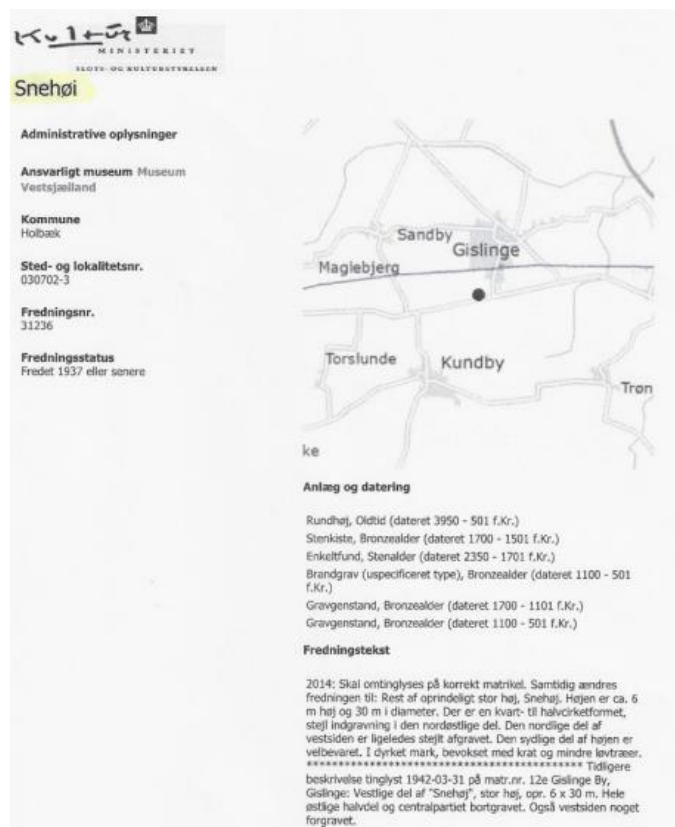 Kultur
MINISTERIET
SLOTS- OG KULTURSTYRELSEN
Snehøi
Administrative oplysninger
Ansvarligt museum Museum
Vestsjælland
Kommune
Holbæk
Sted- og lokalitetsnr.
030702-3
Fredningsnr.
31236
Fredningsstatus
Fredet 1937 eller senere
Sandby
Gislinge
Maglebjerg
Torslunde
Kundby
Trøn
ke
Anlæg og datering
Rundhøj, Oldtid (dateret 3950 - 501 f.Kr.)
Stenkiste, Bronzealder (dateret 1700 - 1501 f.Kr.)
Enkeltfund, Stenalder (dateret 2350 - 1701 f.Kr.)
Brandgrav (uspecificeret type), Bronzealder (dateret 1100 - 501
f.Kr.)
Gravgenstand, Bronzealder (dateret 1700 - 1101 f.Kr.)
Gravgenstand, Bronzealder (dateret 1100 - 501 f.Kr.)
Fredningstekst
2014: Skal omtinglyses på korrekt matrikel. Samtidig ændres
fredningen til: Rest af oprindeligt stor høj, Snehøj. Højen er ca. 6
m høj og 30 m i diameter. Der er en kvart- til halvcirketformet,
stejl indgravning i den nordøstlige del. Den nordlige del af
vestsiden er ligeledes stejlt afgravet. Den sydlige del af højen er
velbevaret. I dyrket mark, bevokset med krat og mindre løvtræer.
******************************************* Tidligere
beskrivelse tinglyst 1942-03-31 på matr.nr. 12e Gislinge By,
Gislinge: Vestlige del af "Snehøj", stor høj, opr. 6 x 30 m. Hele
østlige halvdel og centralpartiet bortgravet. Også vestsiden noget
forgravet.